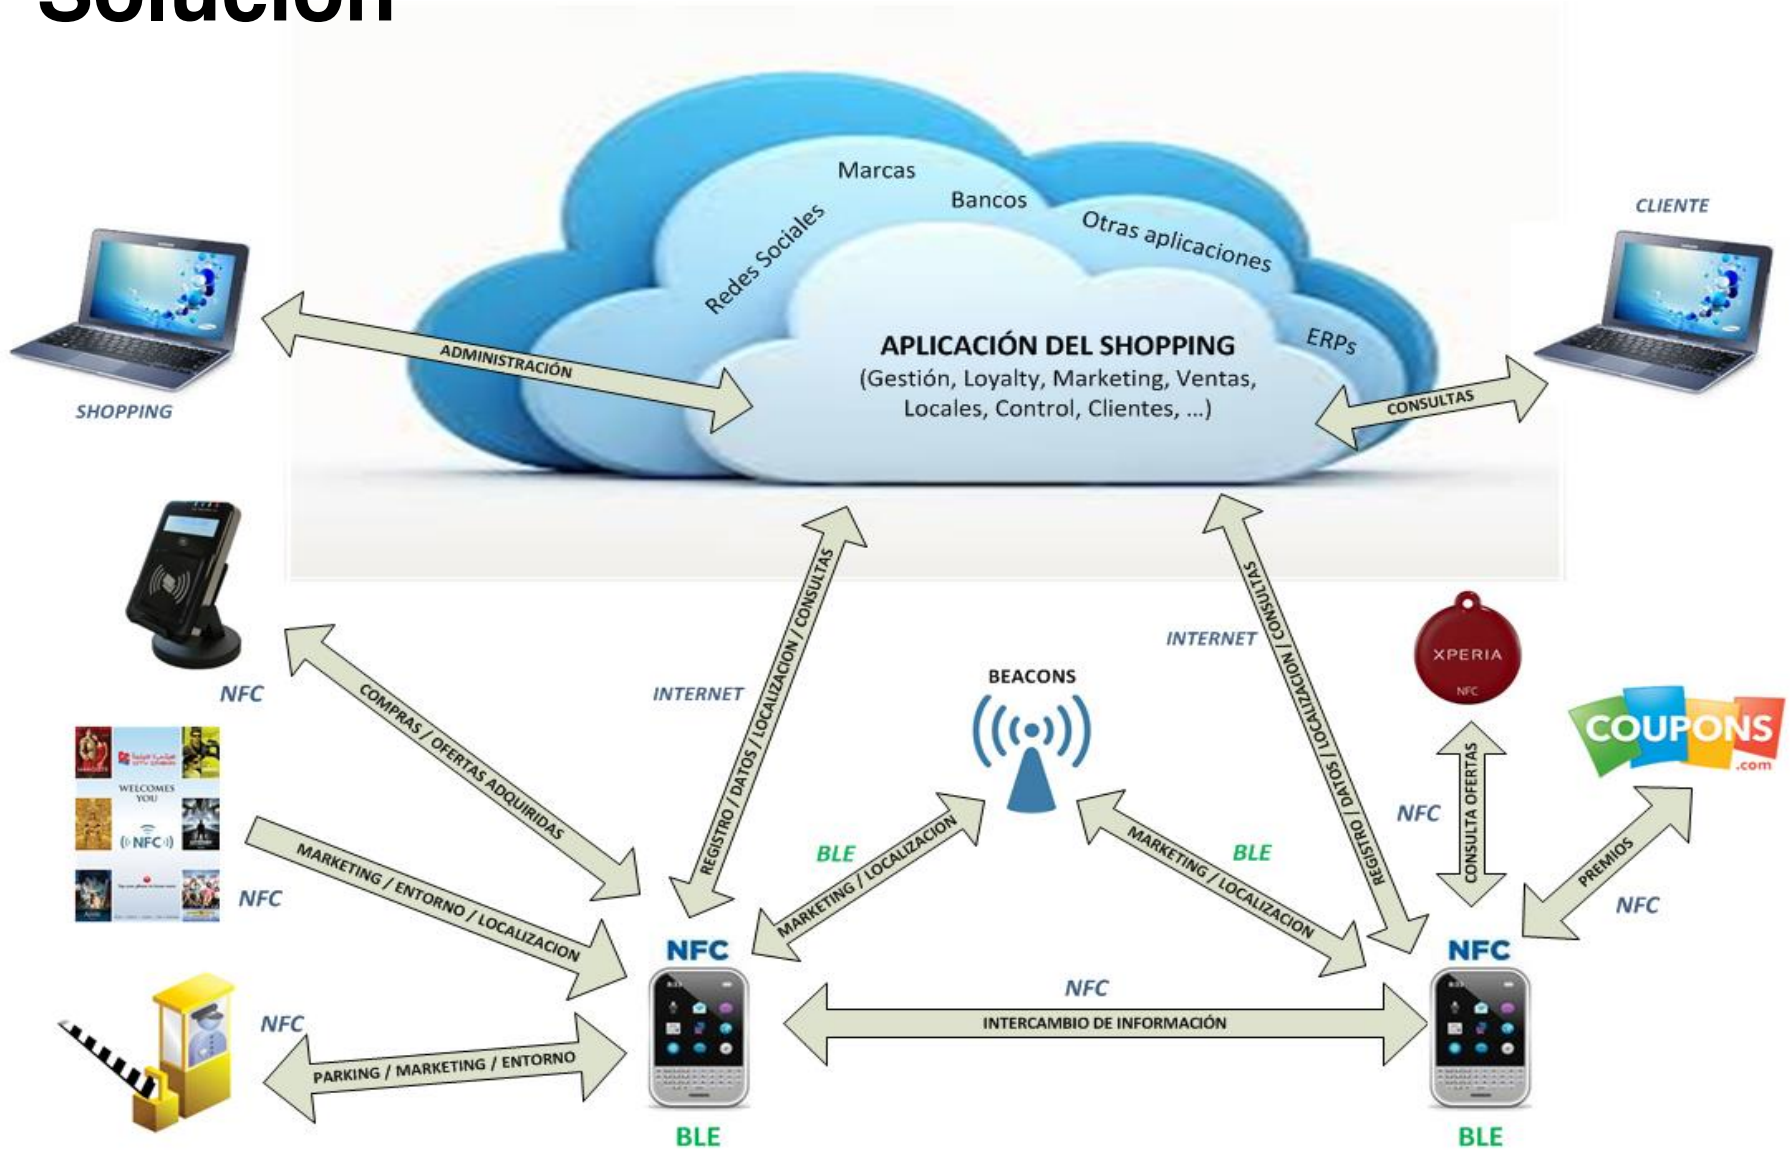 Solución
Marcas
Bancos
Redes Sociales
Otras aplicaciones
ERPs
CLIENTE
APLICACIÓN DEL SHOPPING
(Gestión, Loyalty, Marketing, Ventas,
Locales, Control, Clientes, ...)
ADMINISTRACIÓN
CONSULTAS
SHOPPING
NFC
COMPRAS / OFERTAS ADQUIRIDAS
INTERNET
REGISTRO / DATOS / LOCALIZACION / CONSULTAS
BEACONS
INTERNET
REGISTRO / DATOS / LOCALIZACION / CONSULTAS
XPERIA
NFC
COUPONS
.com
WELCOMES
YOU
NFC
NFC
MARKETING / ENTORNO / LOCALIZACION
BLE
MARKETING / LOCALIZACION
BLE
MARKETING / LOCALIZACION
NFC
CONSULTA OFERTAS
PREMIOS
NFC
NFC
NFC
NFC
PARKING / MARKETING / ENTORNO
NFC
INTERCAMBIO DE INFORMACIÓN
BLE
BLE